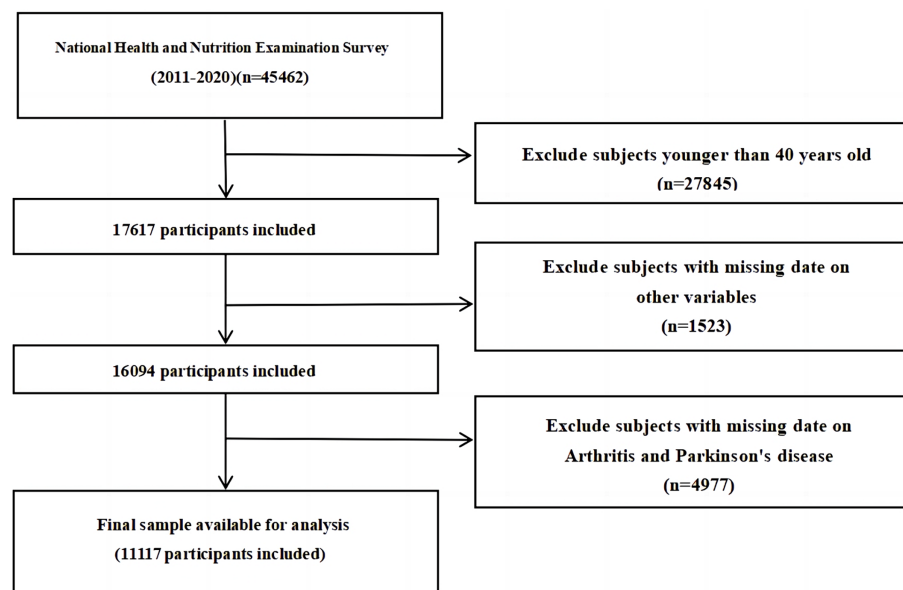 National Health and Nutrition Examination Survey
(2011-2020)(n=45462)
Exclude subjects younger than 40 years old
(n=27845)
17617 participants included
Exclude subjects with missing date on
other variables
(n=1523)
16094 participants included
Exclude subjects with missing date on
Arthritis and Parkinson's disease
(n=4977)
Final sample available for analysis
(11117 participants included)